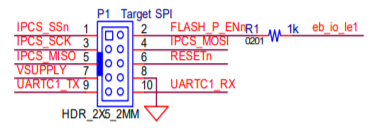 P1 Target SPI
IPCS_SSn 1 2 FLASH_P_ENn R1 1k eb_io_le1
0201
IPCS_SCK 3 4 IPCS_MOSI
IPCS_MISO 5 6 RESETn
VSUPPLY 7 8
UARTC1_TX 9 10 UARTC1_RX
HDR_2X5_2MM